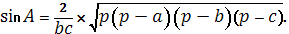 sin A = 2/bc × √p(p − a)(p − b)(p − c).